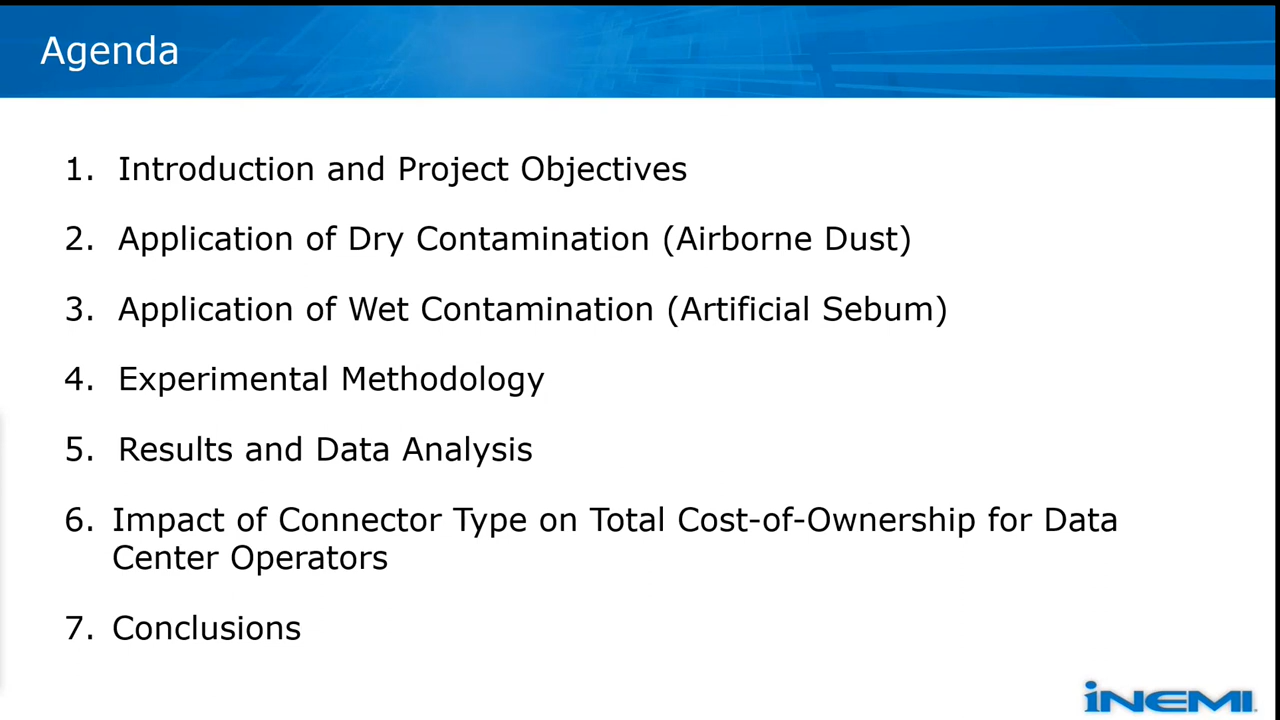 Agenda
1. Introduction and Project Objectives
2. Application of Dry Contamination (Airborne Dust)
3. Application of Wet Contamination (Artificial Sebum)
4. Experimental Methodology
5. Results and Data Analysis
6. Impact of Connector Type on Total Cost-of-Ownership for Data
Center Operators
7. Conclusions
iNEMI